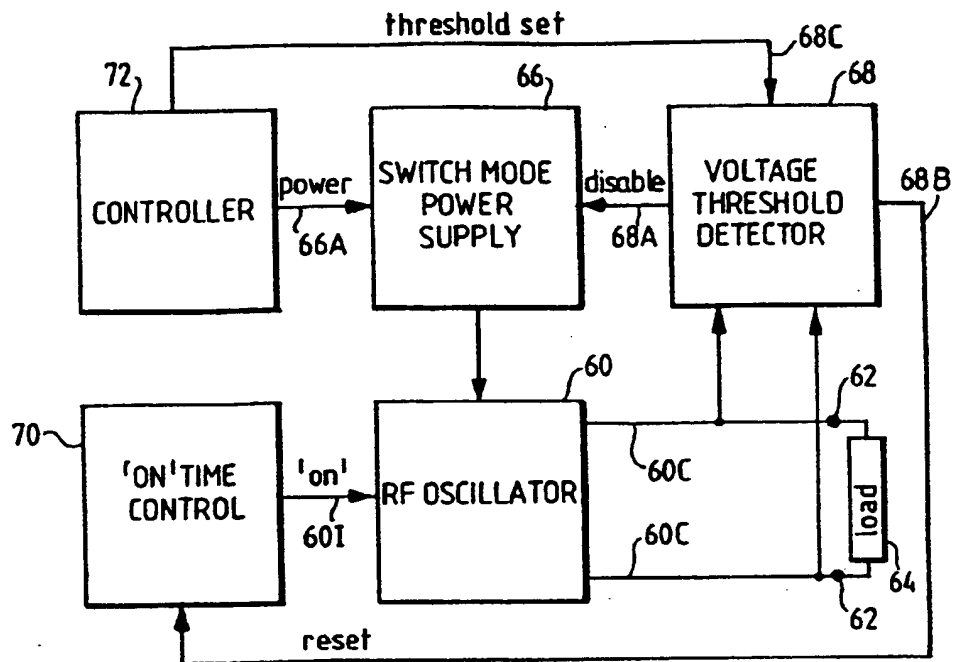 threshold set
68C
72
66
68
CONTROLLER
power
66A
SWITCH MODE
POWER
SUPPLY
disable
68A
VOLTAGE
THRESHOLD
DETECTOR
68B
60
62
70
'ON' TIME
CONTROL
'on'
60I
RF OSCILLATOR
60C
60C
load
64
62
reset